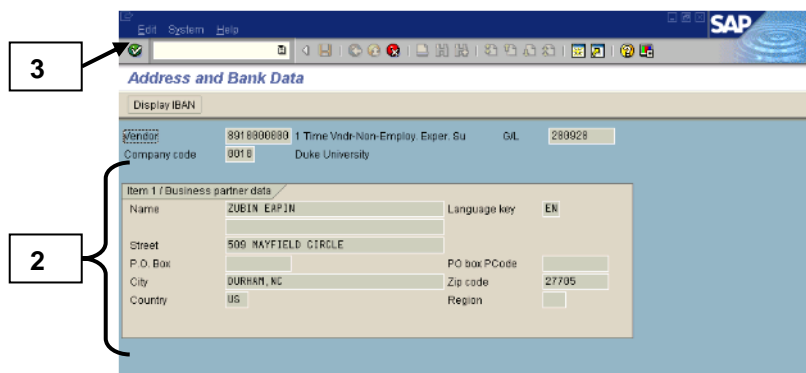 Edit System Help
SAP
3
Address and Bank Data
Display IBAN
Vendor 8910000000 1 Time Vndr-Non-Employ. Exper. Su G/L 280928
Company code 0010 Duke University
Item 1 / Business partner data
Name ZUBIN EAPIN Language key EN
Street 509 MAYFIELD CIRCLE
2
P.O. Box PO box PCode
City DURHAM, NC Zip code 27705
Country US Region